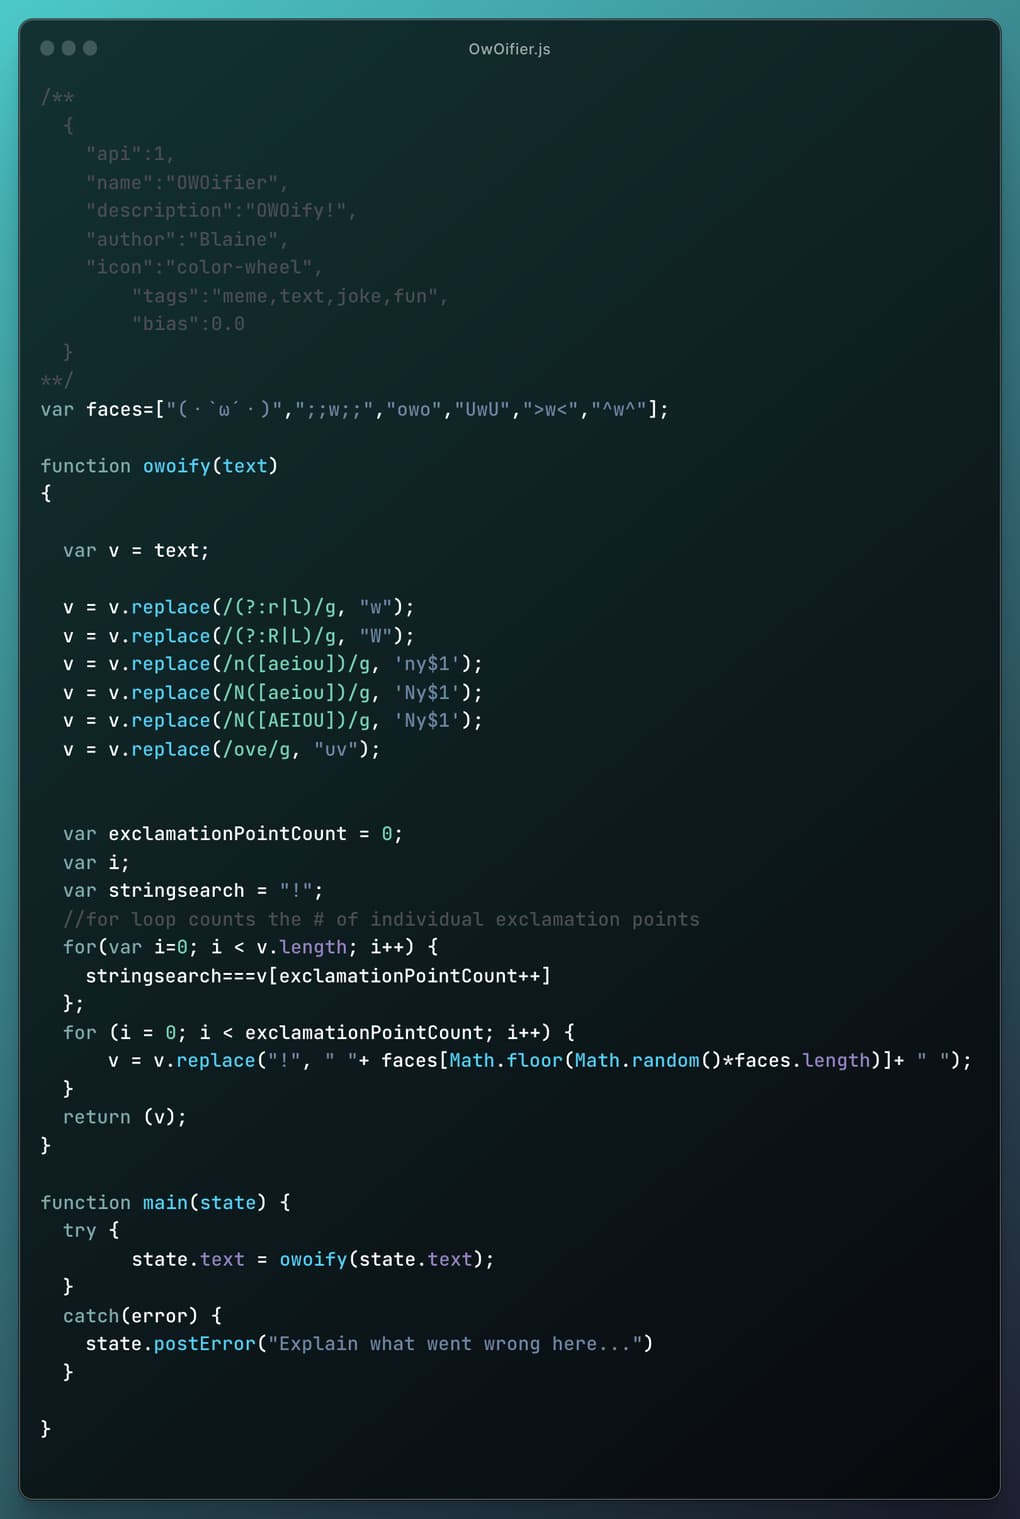 OwOifier.js
/**
  {
    "api":1,
    "name":"OWOifier",
    "description":"OWOify!",
    "author":"Blaine",
    "icon":"color-wheel",
        "tags":"meme,text,joke,fun",
        "bias":0.0
  }
**/
var faces=["(・`ω´・)",";;w;;","owo","UwU",">w<","^w^"];

function owoify(text)
{

  var v = text;

  v = v.replace(/(?:r|l)/g, "w");
  v = v.replace(/(?:R|L)/g, "W");
  v = v.replace(/n([aeiou])/g, 'ny$1');
  v = v.replace(/N([aeiou])/g, 'Ny$1');
  v = v.replace(/N([AEIOU])/g, 'Ny$1');
  v = v.replace(/ove/g, "uv");


  var exclamationPointCount = 0;
  var i;
  var stringsearch = "!";
  //for loop counts the # of individual exclamation points
  for(var i=0; i < v.length; i++) {
    stringsearch===v[exclamationPointCount++]
  };
  for (i = 0; i < exclamationPointCount; i++) {
      v = v.replace("!", " "+ faces[Math.floor(Math.random()*faces.length)]+ " ");
  }
  return (v);
}

function main(state) {
  try {
        state.text = owoify(state.text);
  }
  catch(error) {
    state.postError("Explain what went wrong here...")
  }

}